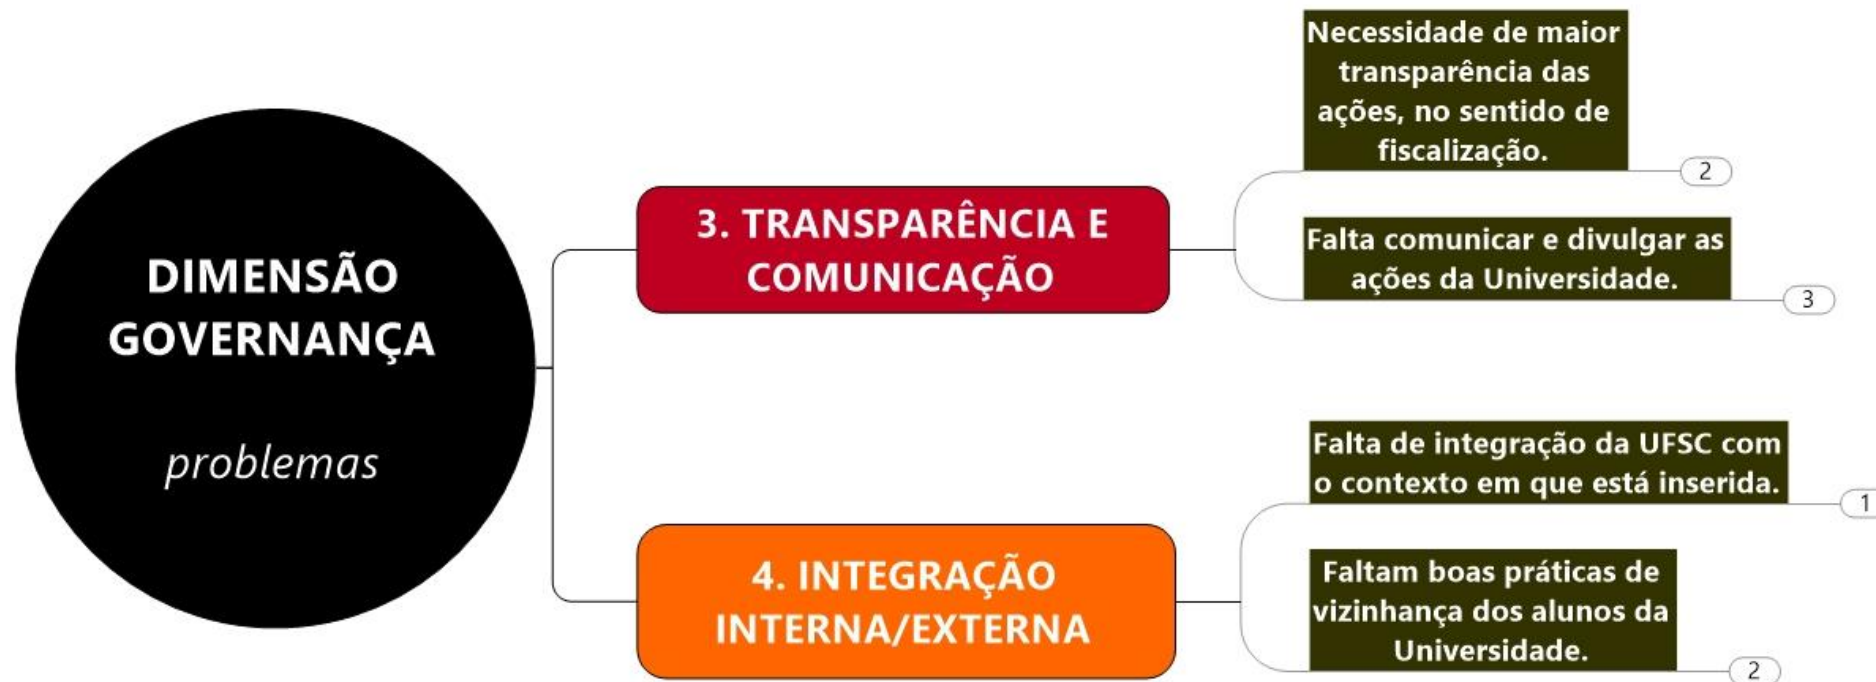 DIMENSÃO
GOVERNANÇA
problemas
3. TRANSPARÊNCIA E
COMUNICAÇÃO
Necessidade de maior
transparência das
ações, no sentido de
fiscalização.
2
Falta comunicar e divulgar as
ações da Universidade.
3
4. INTEGRAÇÃO
INTERNA/EXTERNA
Falta de integração da UFSC com
o contexto em que está inserida.
1
Faltam boas práticas de
vizinhança dos alunos da
Universidade.
2